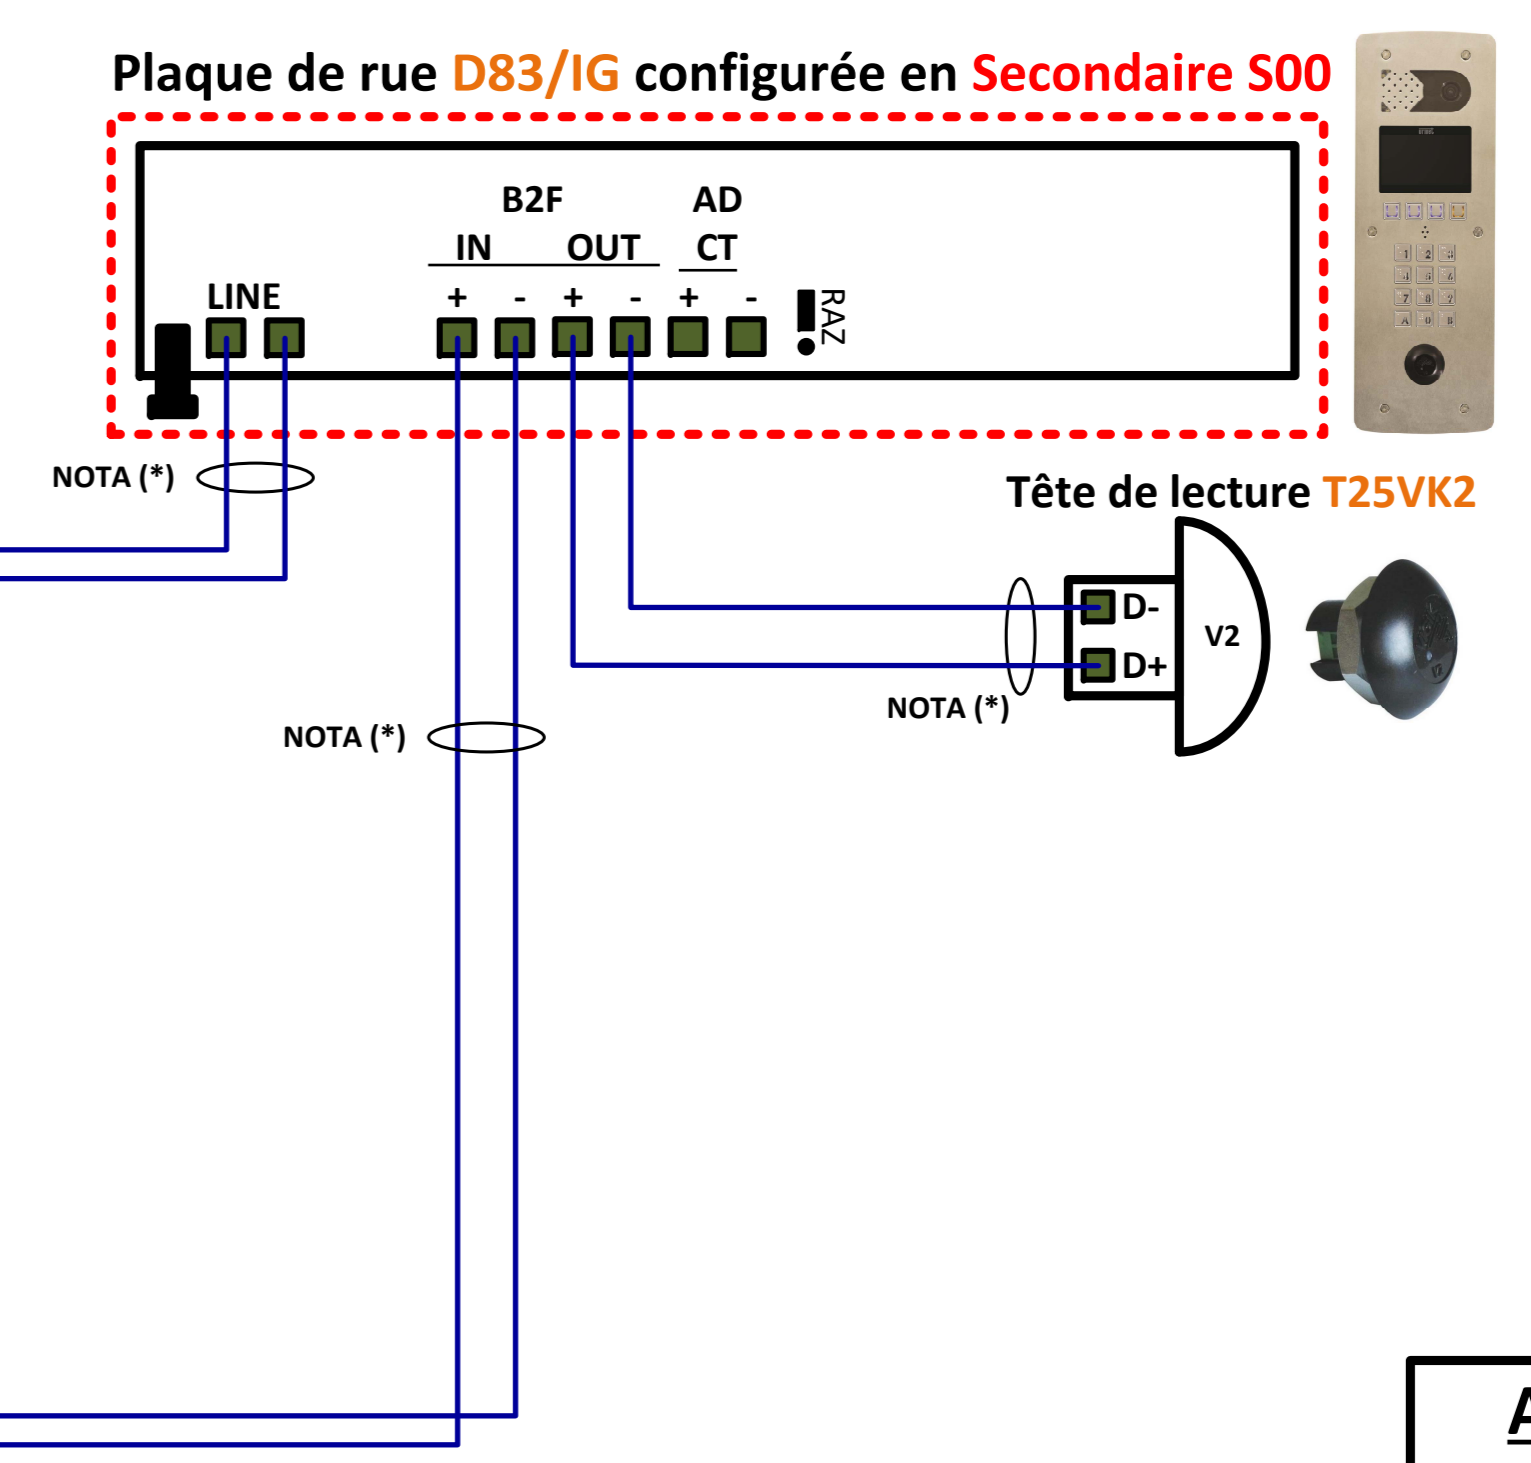 Plaque de rue D83/IG configurée en Secondaire S00
B2F
AD
IN
OUT
CT
LINE
+ - + - + -
RAZ
NOTA (*)
Tête de lecture T25VK2
D-
V2
D+
NOTA (*)
NOTA (*)